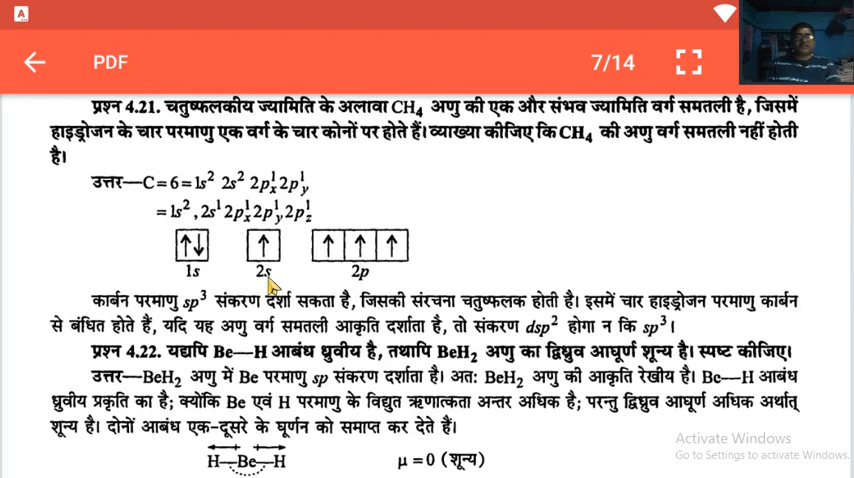 PDF
7/14
प्रश्न 4.21. चतुष्फलकीय ज्यामिति के अलावा CH₄ अणु की एक और संभव ज्यामिति वर्ग समतली है, जिसमें
हाइड्रोजन के चार परमाणु एक वर्ग के चार कोनों पर होते हैं। व्याख्या कीजिए कि CH₄ की अणु वर्ग समतली नहीं होती
है।
उत्तर—C = 6 = 1s² 2s² 2pₓ¹ 2pᵧ¹
= 1s², 2s¹ 2pₓ¹ 2pᵧ¹, 2p_z¹
↑↓ ↑ ↑ ↑ ↑
1s 2s 2p
कार्बन परमाणु sp³ संकरण दर्शा सकता है, जिसकी संरचना चतुष्फलक होती है। इसमें चार हाइड्रोजन परमाणु कार्बन
से बंधित होते हैं, यदि यह अणु वर्ग समतली आकृति दर्शाता है, तो संकरण dsp² होगा न कि sp³।
प्रश्न 4.22. यद्यपि Be—H आबंध ध्रुवीय है, तथापि BeH₂ अणु का द्विध्रुव आघूर्ण शून्य है। स्पष्ट कीजिए।
उत्तर—BeH₂ अणु में Be परमाणु sp संकरण दर्शाता है। अतः BeH₂ अणु की आकृति रेखीय है। Be—H आबंध
ध्रुवीय प्रकृति का है; क्योंकि Be एवं H परमाणु के विद्युत ऋणात्कता अन्तर अधिक है; परन्तु द्विध्रुव आघूर्ण अधिक अर्थात्
शून्य है। दोनों आबंध एक-दूसरे के घूर्णन को समाप्त कर देते हैं।
H—Be—H μ = 0 (शून्य)
Activate Windows
Go to Settings to activate Windows.